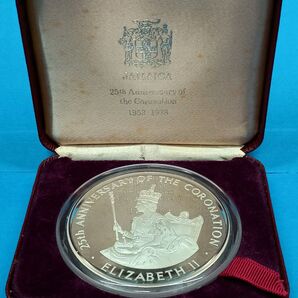 JAMAICA
25th Anniversary of
the Coronation
1953-1978
25th ANNIVERSARY OF THE CORONATION
• ELIZABETH II •